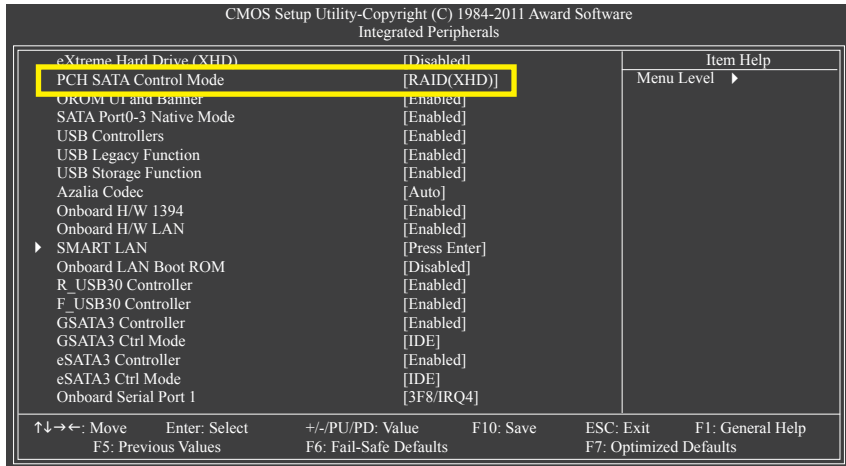 CMOS Setup Utility-Copyright (C) 1984-2011 Award Software
Integrated Peripherals
eXtreme Hard Drive (XHD) [Disabled] Item Help
PCH SATA Control Mode [RAID(XHD)] Menu Level ▶
OROM UI and Banner [Enabled]
SATA Port0-3 Native Mode [Enabled]
USB Controllers [Enabled]
USB Legacy Function [Enabled]
USB Storage Function [Enabled]
Azalia Codec [Auto]
Onboard H/W 1394 [Enabled]
Onboard H/W LAN [Enabled]
▶ SMART LAN [Press Enter]
Onboard LAN Boot ROM [Disabled]
R_USB30 Controller [Enabled]
F_USB30 Controller [Enabled]
GSATA3 Controller [Enabled]
GSATA3 Ctrl Mode [IDE]
eSATA3 Controller [Enabled]
eSATA3 Ctrl Mode [IDE]
Onboard Serial Port 1 [3F8/IRQ4]
↑↓→←: Move Enter: Select +/-/PU/PD: Value F10: Save ESC: Exit F1: General Help
F5: Previous Values F6: Fail-Safe Defaults F7: Optimized Defaults